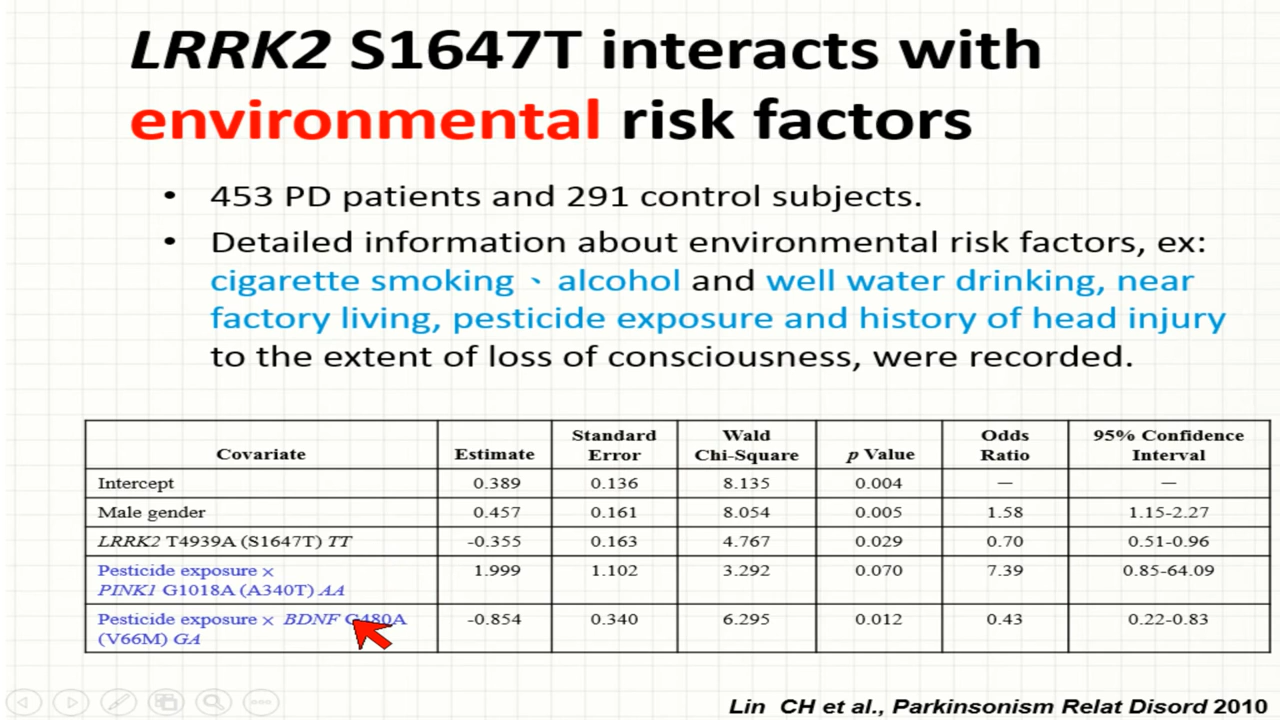 LRRK2 S1647T interacts with
environmental risk factors
• 453 PD patients and 291 control subjects.
• Detailed information about environmental risk factors, ex:
cigarette smoking、alcohol and well water drinking, near
factory living, pesticide exposure and history of head injury
to the extent of loss of consciousness, were recorded.
Covariate Estimate Standard Error Wald Chi-Square p Value Odds Ratio 95% Confidence Interval
Intercept 0.389 0.136 8.135 0.004 — —
Male gender 0.457 0.161 8.054 0.005 1.58 1.15-2.27
LRRK2 T4939A (S1647T) TT -0.355 0.163 4.767 0.029 0.70 0.51-0.96
Pesticide exposure × 1.999 1.102 3.292 0.070 7.39 0.85-64.09
PINK1 G1018A (A340T) AA
Pesticide exposure × BDNF G480A -0.854 0.340 6.295 0.012 0.43 0.22-0.83
(V66M) GA
Lin CH et al., Parkinsonism Relat Disord 2010